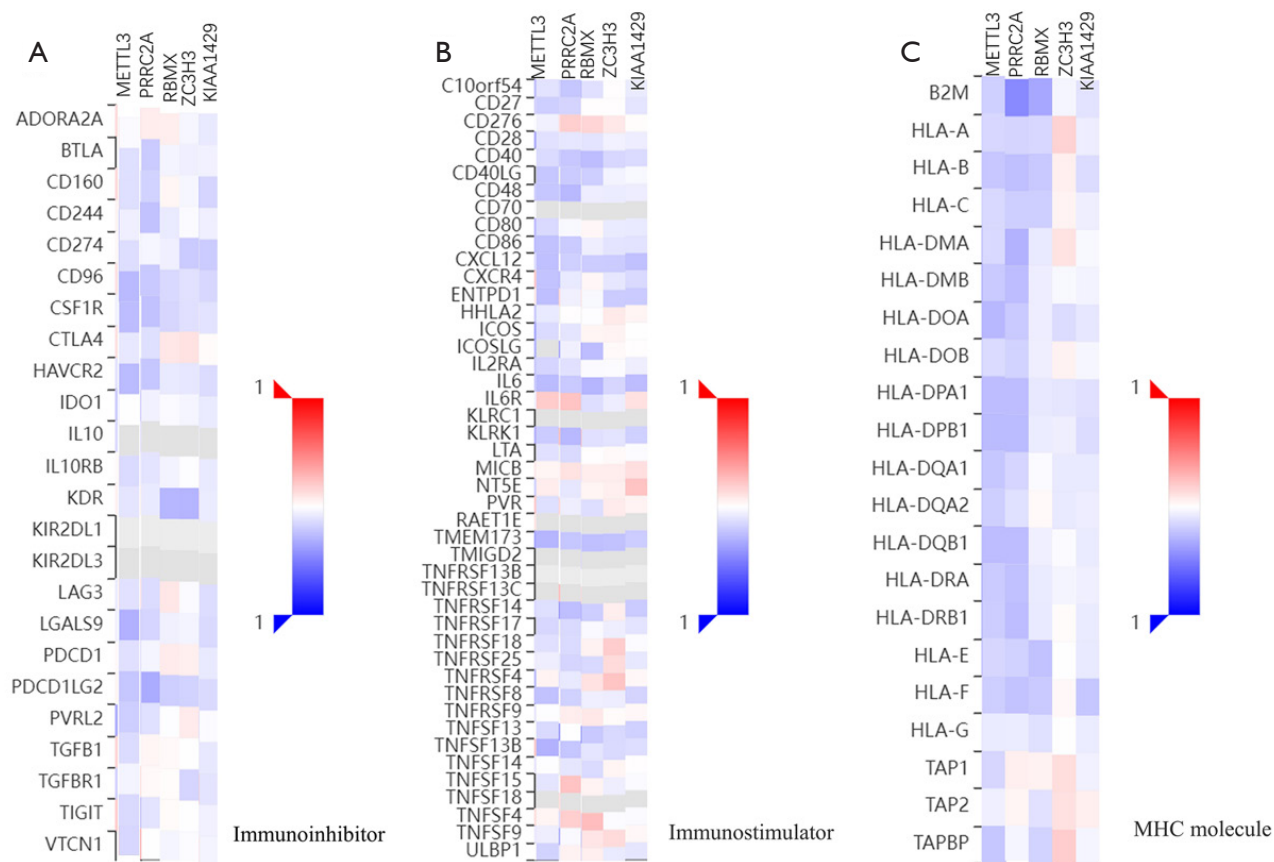 A
METTL3
PRRC2A
RBMX
ZC3H3
KIAA1429
ADORA2A
BTLA
CD160
CD244
CD274
CD96
CSF1R
CTLA4
HAVCR2
IDO1
IL10
IL10RB
KDR
KIR2DL1
KIR2DL3
LAG3
LGALS9
PDCD1
PDCD1LG2
PVRL2
TGFB1
TGFBR1
TIGIT
VTCN1
1
1
Immunoinhibitor
B
METTL3
PRRC2A
RBMX
ZC3H3
KIAA1429
C10orf54
CD27
CD276
CD28
CD40
CD40LG
CD48
CD70
CD80
CD86
CXCL12
CXCR4
ENTPD1
HHLA2
ICOS
ICOSLG
IL2RA
IL6
IL6R
KLRC1
KLRK1
LTA
MICB
NT5E
PVR
RAET1E
TMEM173
TMIGD2
TNFRSF13B
TNFRSF13C
TNFRSF14
TNFRSF17
TNFRSF18
TNFRSF25
TNFRSF4
TNFRSF8
TNFRSF9
TNFSF13
TNFSF13B
TNFSF14
TNFSF15
TNFSF18
TNFSF4
TNFSF9
ULBP1
1
1
Immunostimulator
C
METTL3
PRRC2A
RBMX
ZC3H3
KIAA1429
B2M
HLA-A
HLA-B
HLA-C
HLA-DMA
HLA-DMB
HLA-DOA
HLA-DOB
HLA-DPA1
HLA-DPB1
HLA-DQA1
HLA-DQA2
HLA-DQB1
HLA-DRA
HLA-DRB1
HLA-E
HLA-F
HLA-G
TAP1
TAP2
TAPBP
1
1
MHC molecule